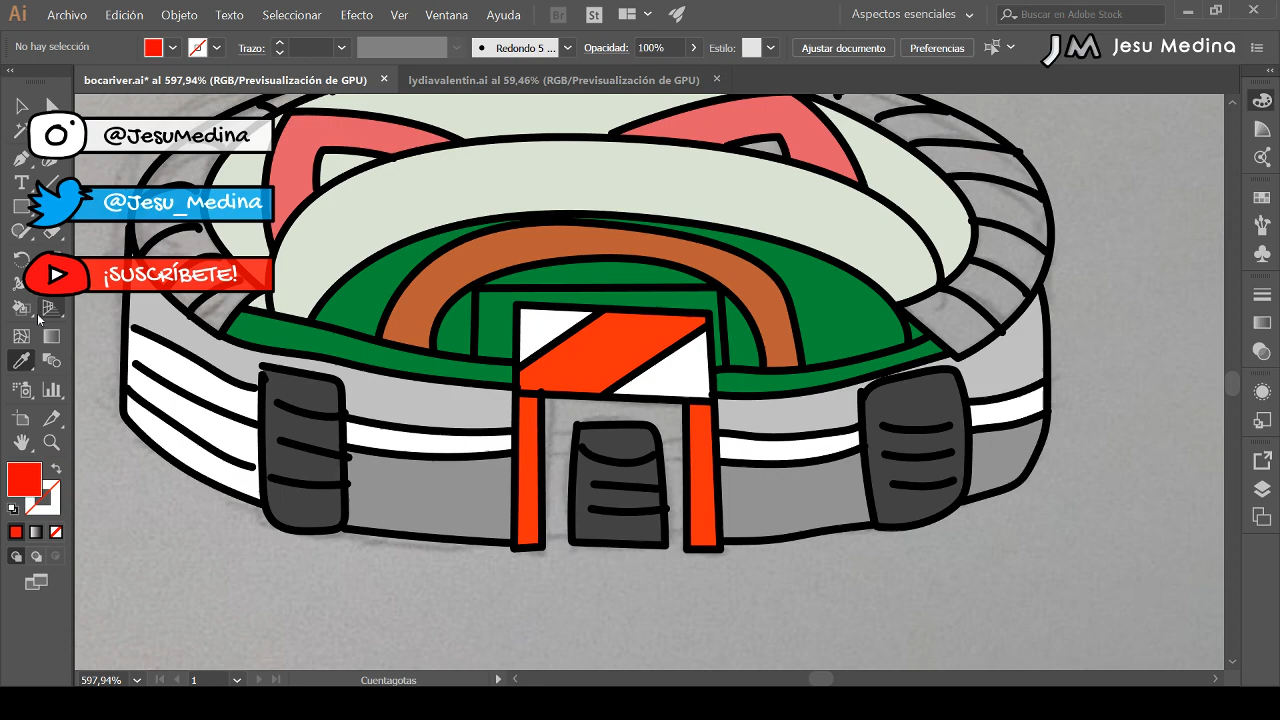 Ai
Archivo Edición Objeto Texto Seleccionar Efecto Ver Ventana Ayuda Br St Aspectos esenciales Buscar en Adobe Stock
No hay selección Trazo: Redondo 5 ... Opacidad: 100% Estilo: Ajustar documento Preferencias
JM Jesu Medina
bocariver.ai* al 597,94% (RGB/Previsualización de GPU) × lydiavalentin.ai al 59,46% (RGB/Previsualización de GPU) ×
@JesuMedina
T
@Jesu_Medina
¡SUSCRÍBETE!
597,94% 1 Cuentagotas